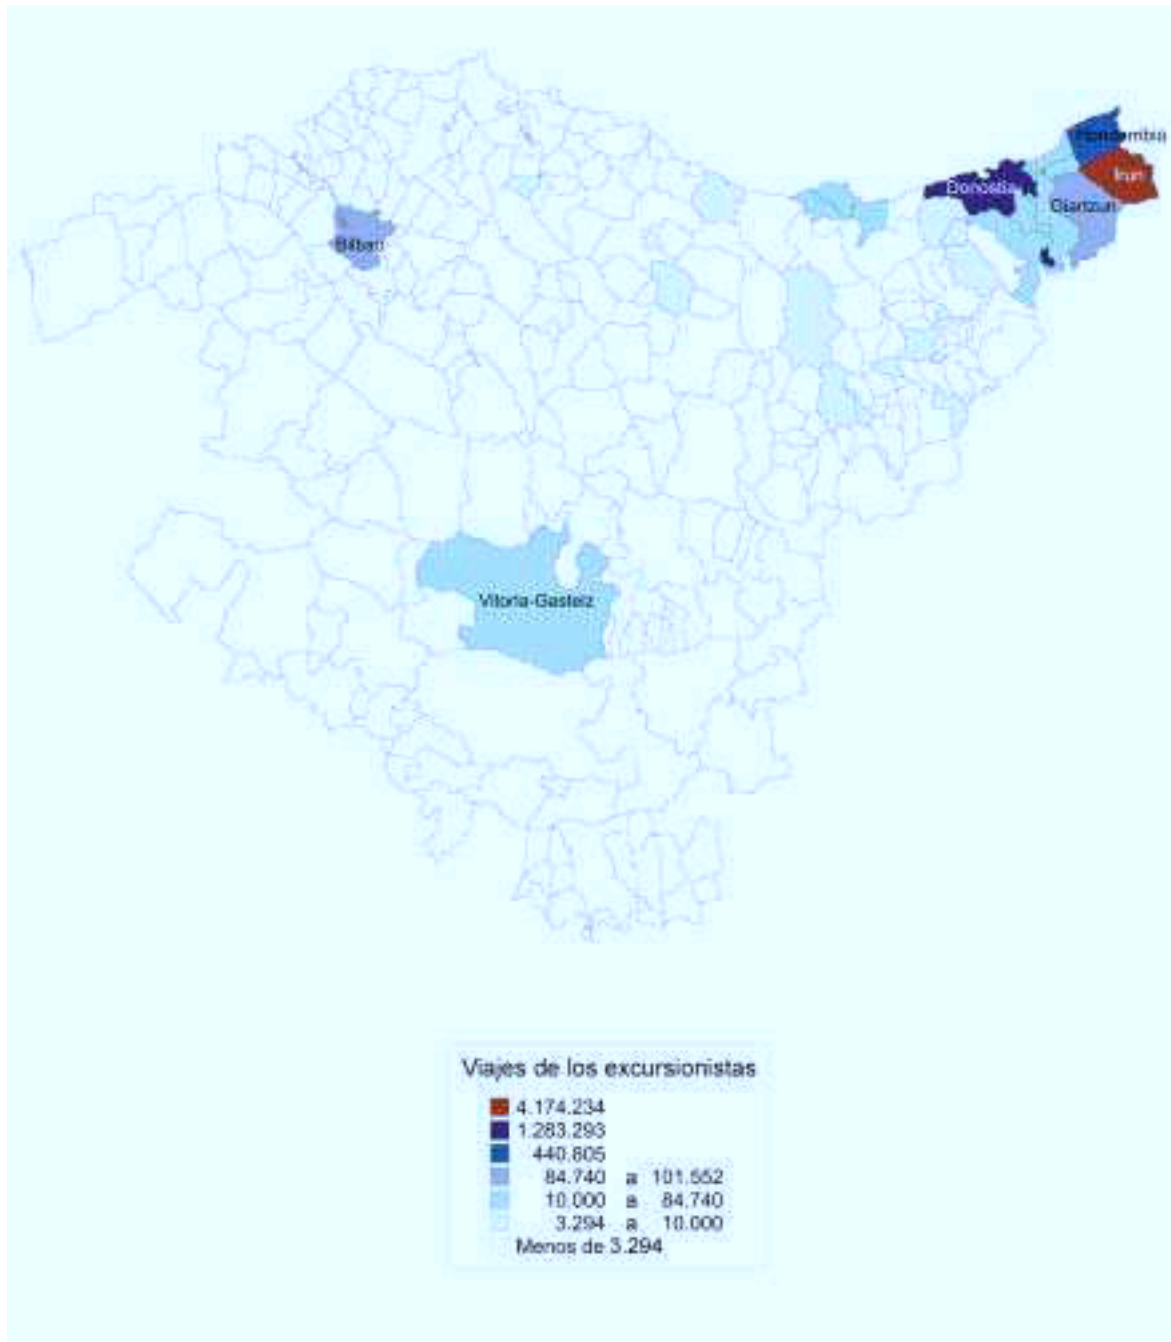 Hondarribia
Irun
Donostia
Oiartzun
Bilbao
Vitoria-Gasteiz
Viajes de los excursionistas
4.174.234
1.283.293
440.805
84.740 a 101.552
10.000 a 84.740
3.294 a 10.000
Menos de 3.294